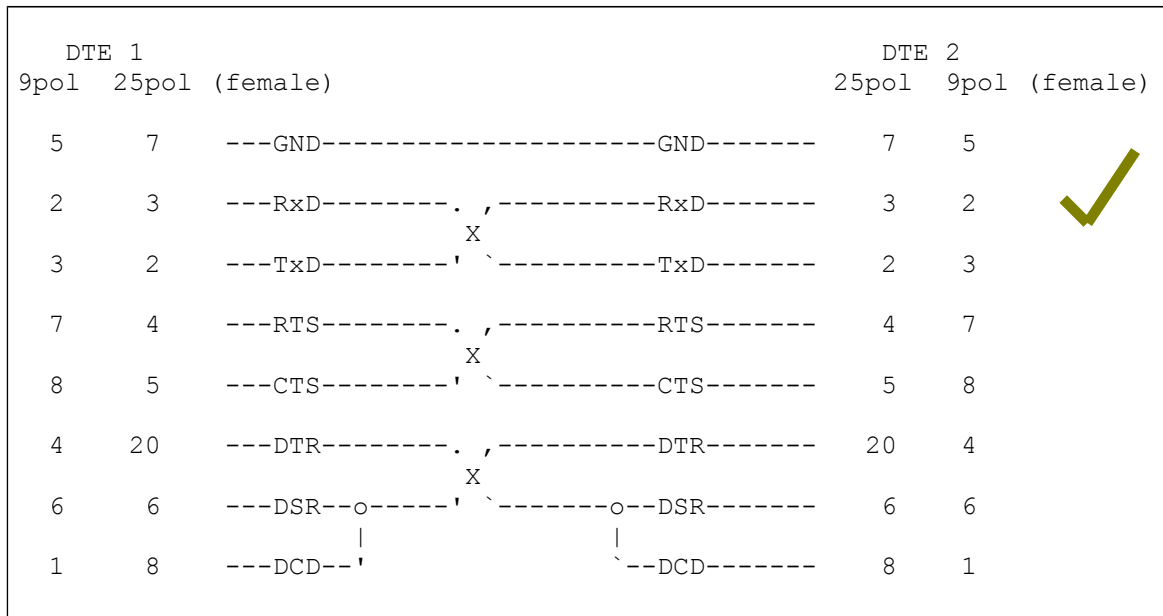 DTE 1                                                DTE 2
9pol  25pol (female)                              25pol  9pol (female)
5     7    ---GND---------------------GND-------    7    5
2     3    ---RxD--------. ,----------RxD-------    3    2
X
3     2    ---TxD--------' `----------TxD-------    2    3
7     4    ---RTS--------. ,----------RTS-------    4    7
X
8     5    ---CTS--------' `----------CTS-------    5    8
4    20    ---DTR--------. ,----------DTR-------   20    4
X
6     6    ---DSR--o-----' `-------o--DSR-------    6    6
|               |
1     8    ---DCD--'               `--DCD-------    8    1